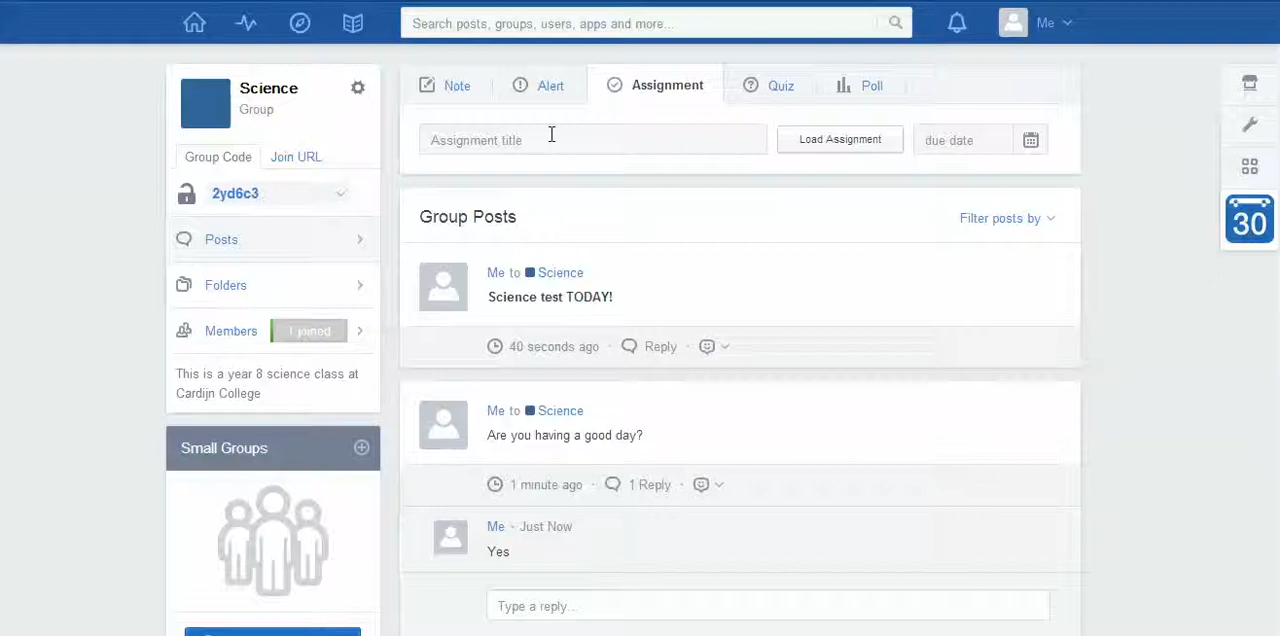 Search posts, groups, users, apps and more...
Me
Science
Group
Group Code
Join URL
2yd6c3
Posts
Folders
Members
1 joined
This is a year 8 science class at
Cardijn College
Small Groups
Note
Alert
Assignment
Quiz
Poll
Assignment title
Load Assignment
due date
Group Posts
Filter posts by
Me to Science
Science test TODAY!
40 seconds ago · Reply ·
Me to Science
Are you having a good day?
1 minute ago · 1 Reply ·
Me - Just Now
Yes
Type a reply...
30